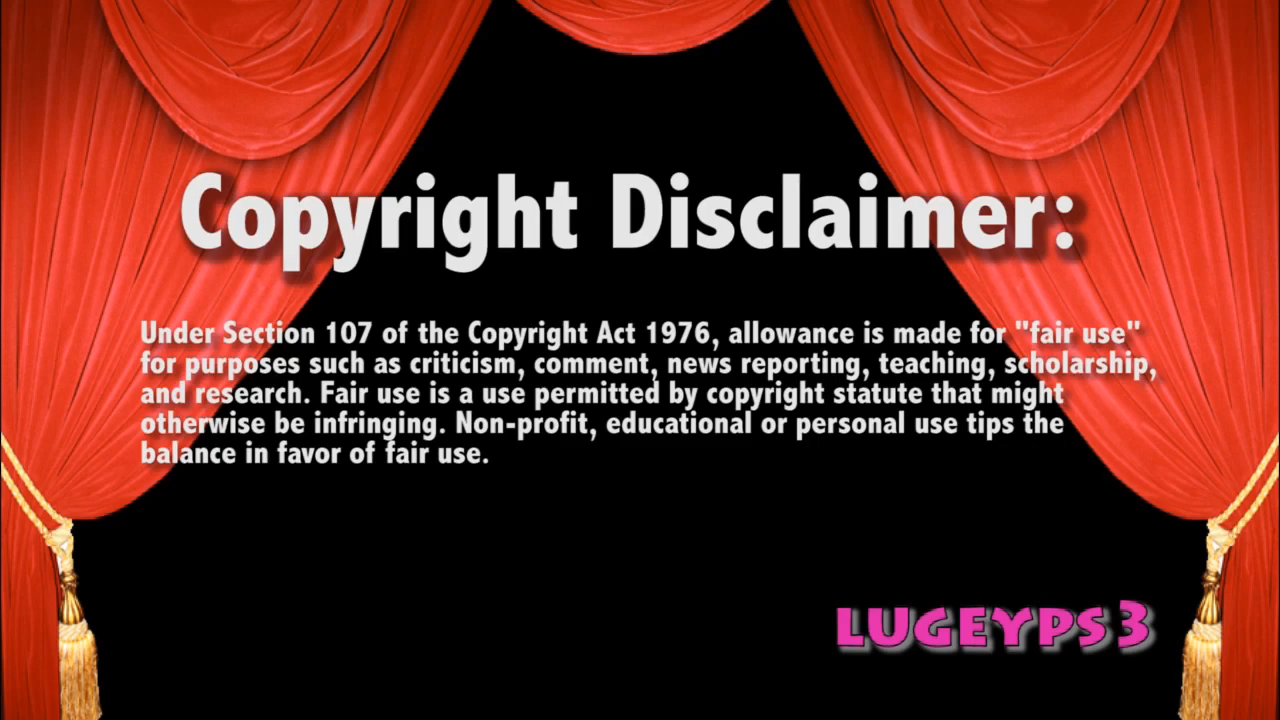 Copyright Disclaimer:
Under Section 107 of the Copyright Act 1976, allowance is made for "fair use"
for purposes such as criticism, comment, news reporting, teaching, scholarship,
and research. Fair use is a use permitted by copyright statute that might
otherwise be infringing. Non-profit, educational or personal use tips the
balance in favor of fair use.
LUGEYPS3